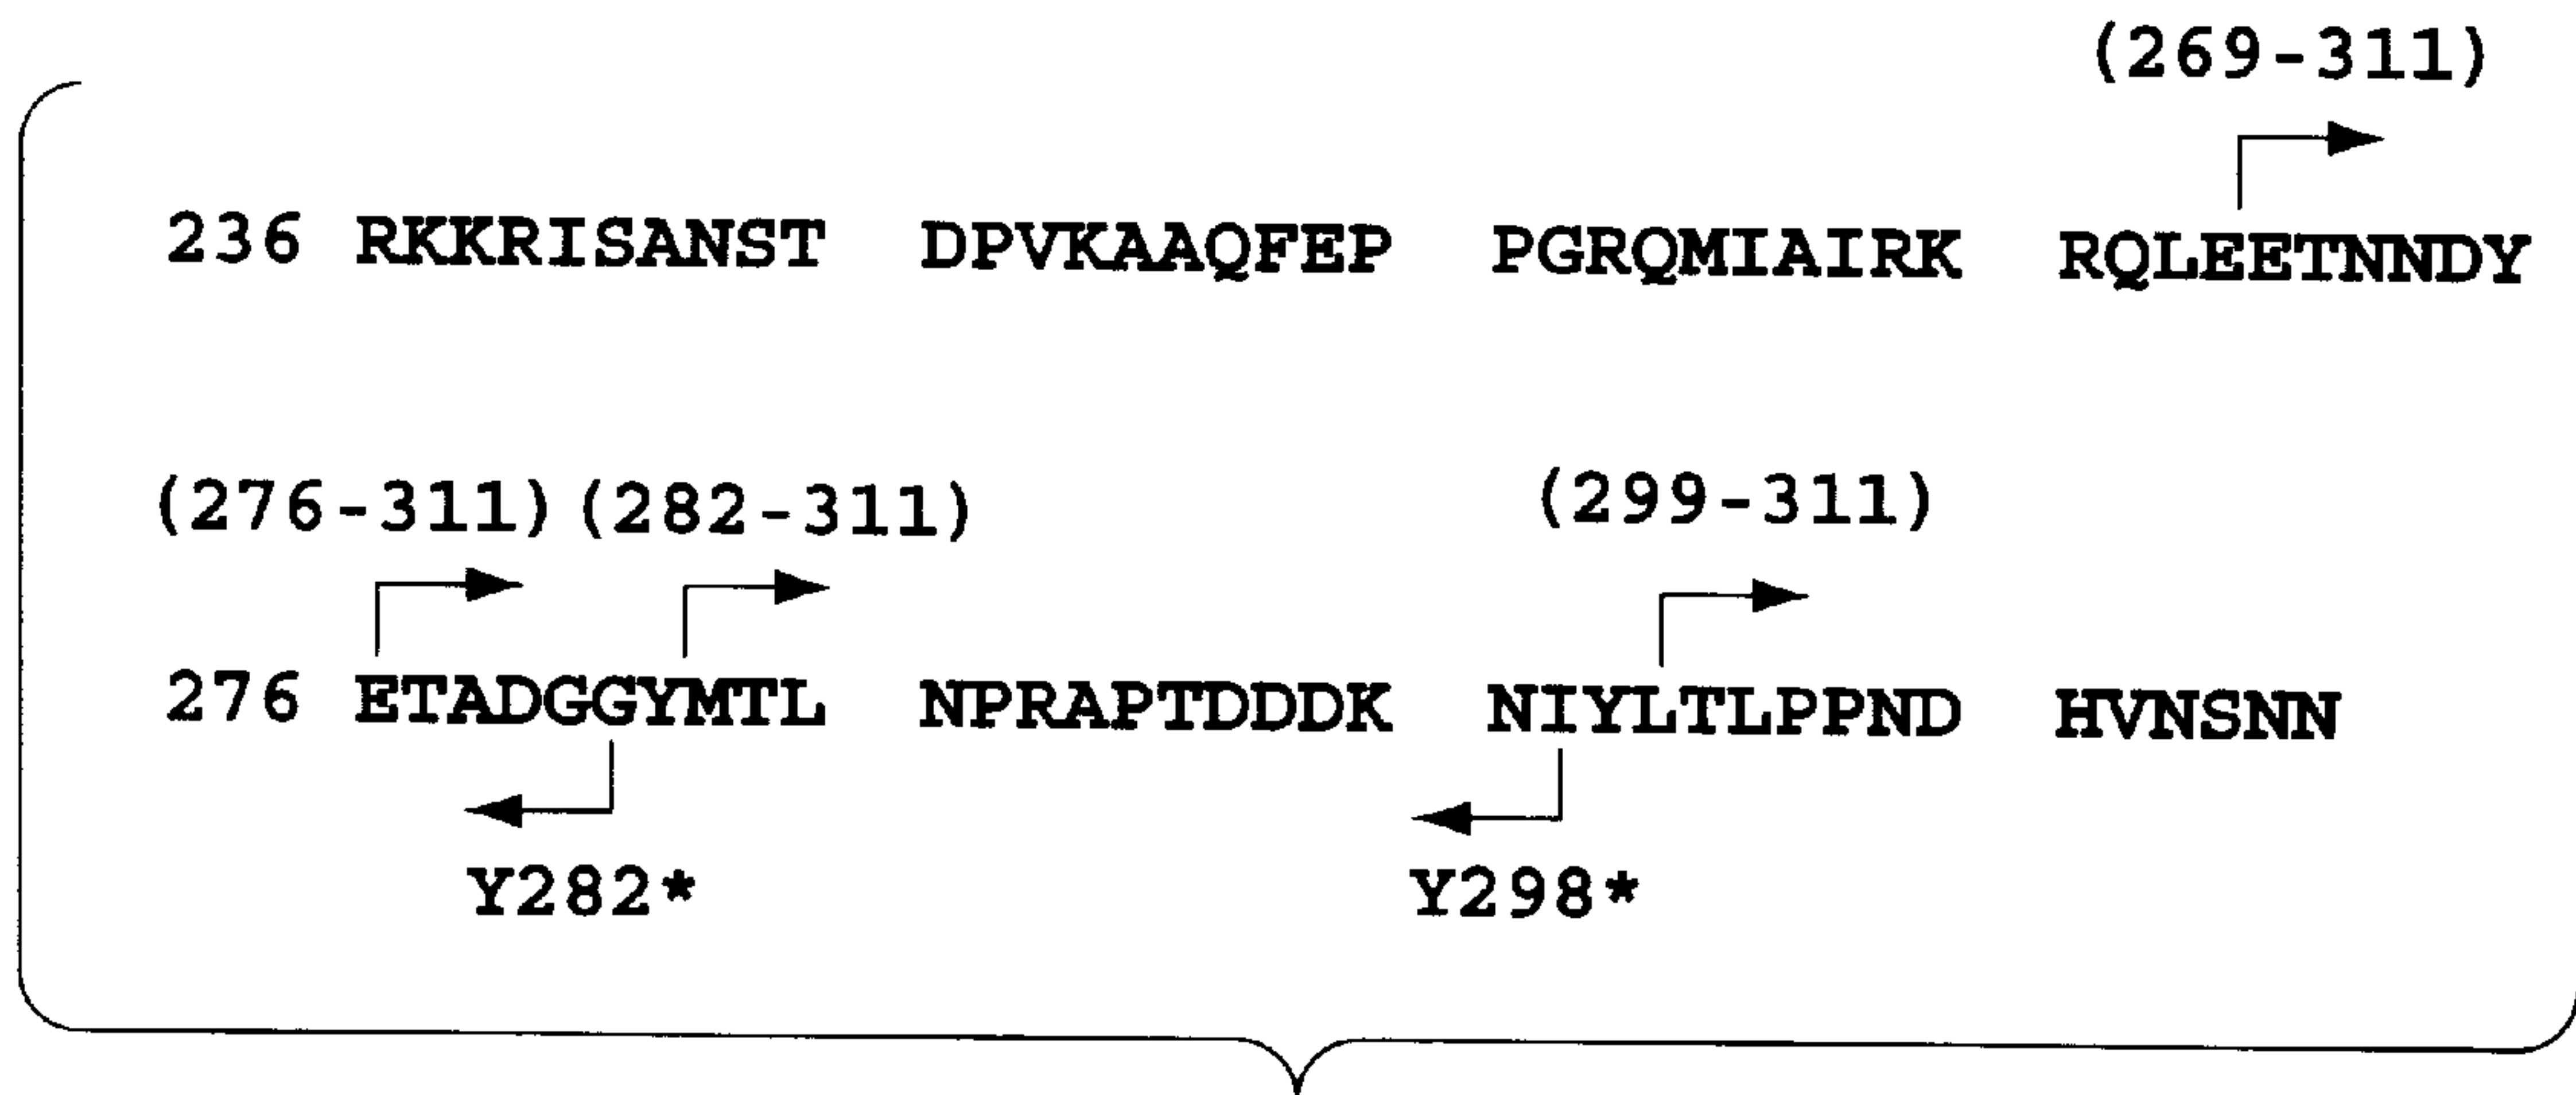 (269-311)
236 RKKRISANST DPVKAAQFEP PGRQMIAIRK RQLEETNNDY
(276-311) (282-311) (299-311)
276 ETADGGYMTL NPRAPTDDDK NIYLTLPPND HVNSNN
Y282* Y298*